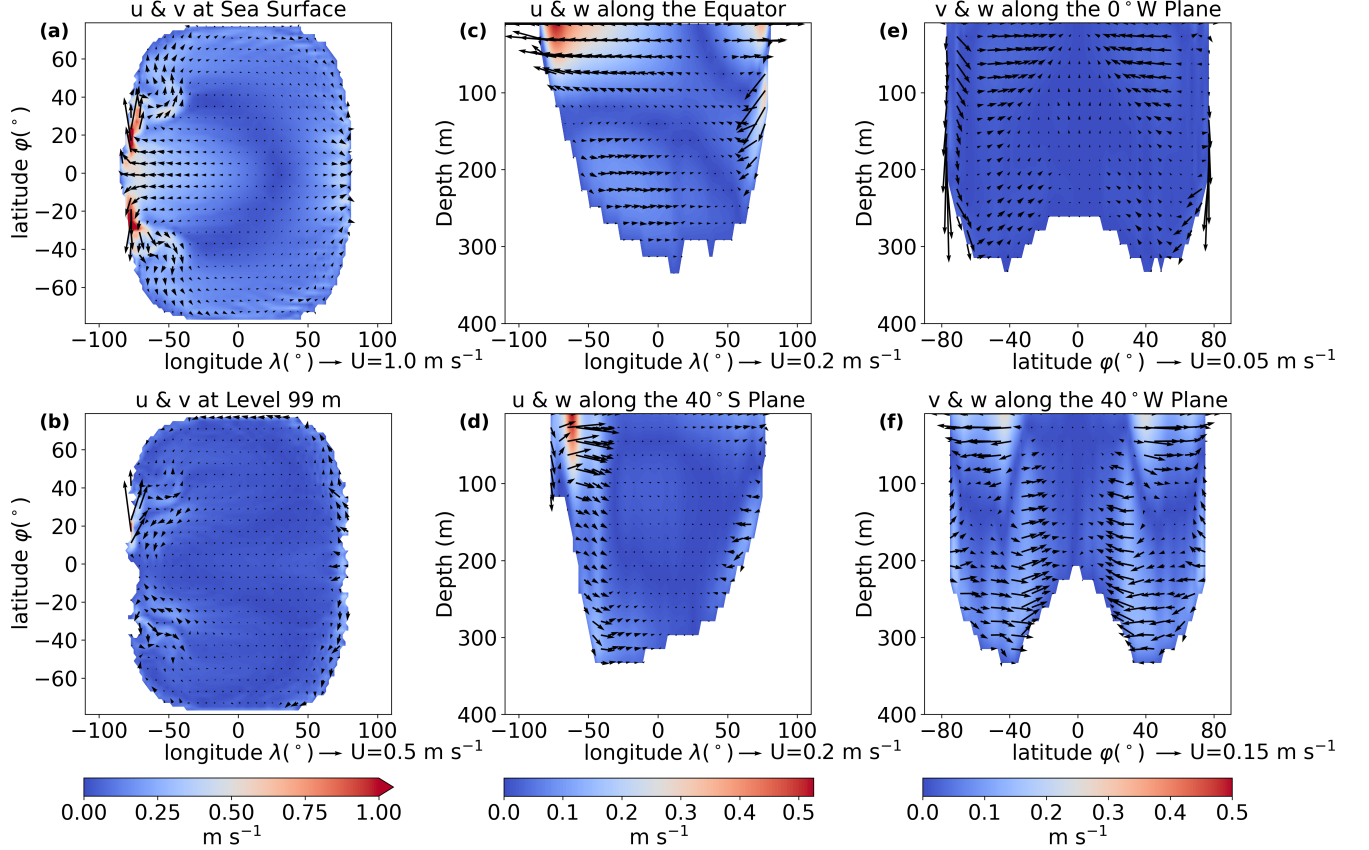 u & v at Sea Surface
(a)
60
40
20
0
−20
−40
−60
latitude φ(°)
−100 −50 0 50 100
longitude λ(°) → U=1.0 m s⁻¹
u & w along the Equator
(c)
100
200
300
400
Depth (m)
−100 −50 0 50 100
longitude λ(°) → U=0.2 m s⁻¹
v & w along the 0°W Plane
(e)
100
200
300
400
Depth (m)
−80 −40 0 40 80
latitude φ(°) → U=0.05 m s⁻¹
u & v at Level 99 m
(b)
60
40
20
0
−20
−40
−60
latitude φ(°)
−100 −50 0 50 100
longitude λ(°) → U=0.5 m s⁻¹
u & w along the 40°S Plane
(d)
100
200
300
400
Depth (m)
−100 −50 0 50 100
longitude λ(°) → U=0.2 m s⁻¹
v & w along the 40°W Plane
(f)
100
200
300
400
Depth (m)
−80 −40 0 40 80
latitude φ(°) → U=0.15 m s⁻¹
0.00 0.25 0.50 0.75 1.00
m s⁻¹
0.0 0.1 0.2 0.3 0.4 0.5
m s⁻¹
0.0 0.1 0.2 0.3 0.4 0.5
m s⁻¹